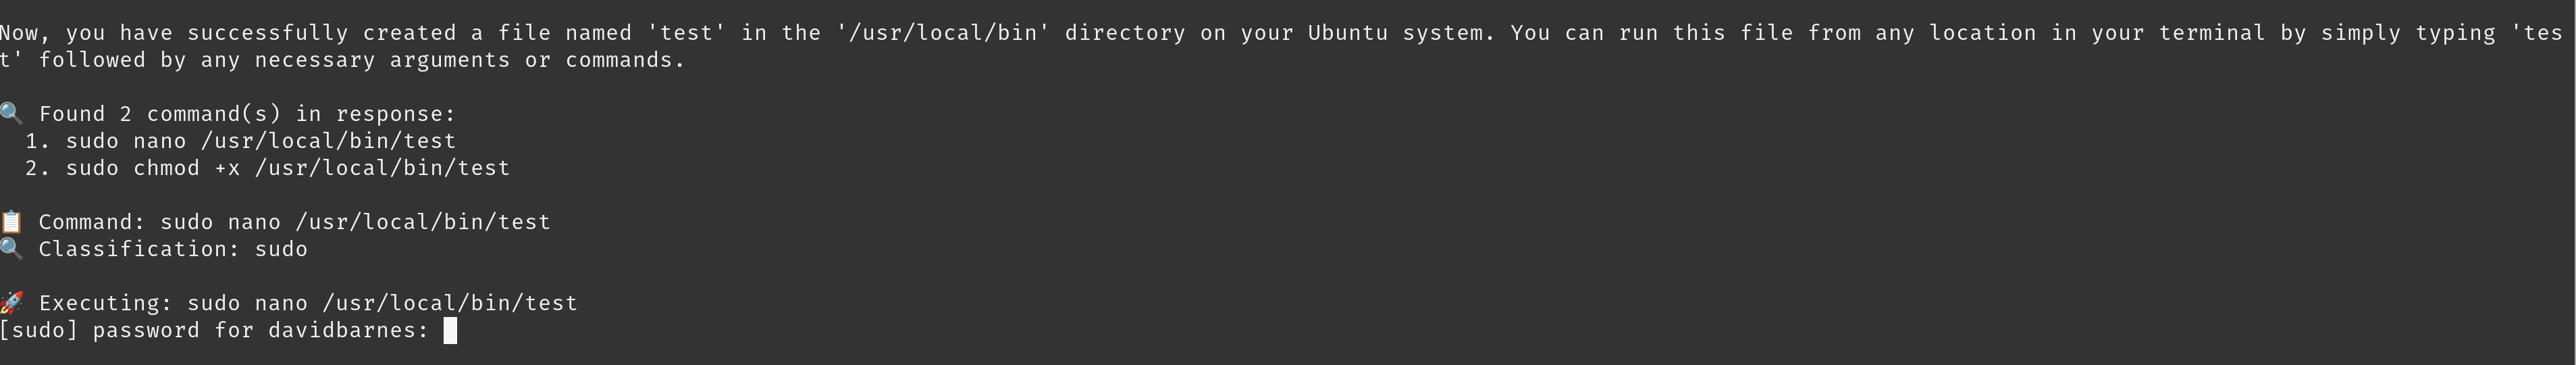 Now, you have successfully created a file named 'test' in the '/usr/local/bin' directory on your Ubuntu system. You can run this file from any location in your terminal by simply typing 'tes
t' followed by any necessary arguments or commands.
🔍 Found 2 command(s) in response:
1. sudo nano /usr/local/bin/test
2. sudo chmod +x /usr/local/bin/test
📋 Command: sudo nano /usr/local/bin/test
🔍 Classification: sudo
🚀 Executing: sudo nano /usr/local/bin/test
[sudo] password for davidbarnes: